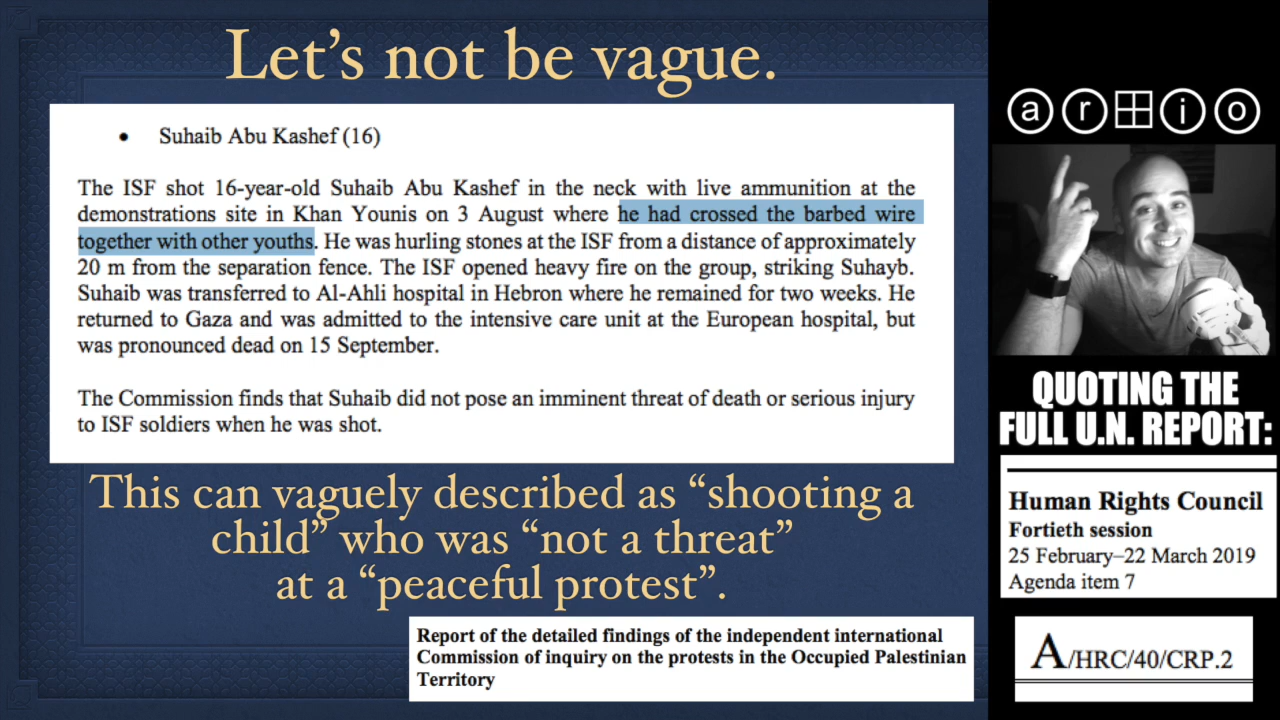 Let's not be vague.
• Suhaib Abu Kashef (16)
The ISF shot 16-year-old Suhaib Abu Kashef in the neck with live ammunition at the
demonstrations site in Khan Younis on 3 August where he had crossed the barbed wire
together with other youths. He was hurling stones at the ISF from a distance of approximately
20 m from the separation fence. The ISF opened heavy fire on the group, striking Suhayb.
Suhaib was transferred to Al-Ahli hospital in Hebron where he remained for two weeks. He
returned to Gaza and was admitted to the intensive care unit at the European hospital, but
was pronounced dead on 15 September.
The Commission finds that Suhaib did not pose an imminent threat of death or serious injury
to ISF soldiers when he was shot.
This can vaguely described as “shooting a
child” who was “not a threat”
at a “peaceful protest”.
Report of the detailed findings of the independent international
Commission of inquiry on the protests in the Occupied Palestinian
Territory
a r i o
QUOTING THE
FULL U.N. REPORT:
Human Rights Council
Fortieth session
25 February–22 March 2019
Agenda item 7
A/HRC/40/CRP.2